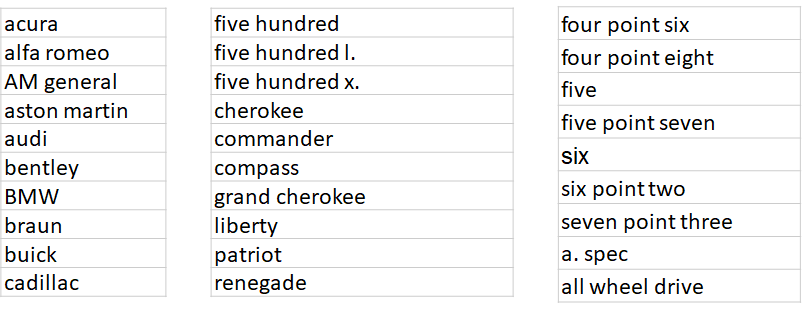 acura
alfa romeo
AM general
aston martin
audi
bentley
BMW
braun
buick
cadillac
five hundred
five hundred l.
five hundred x.
cherokee
commander
compass
grand cherokee
liberty
patriot
renegade
four point six
four point eight
five
five point seven
six
six point two
seven point three
a. spec
all wheel drive